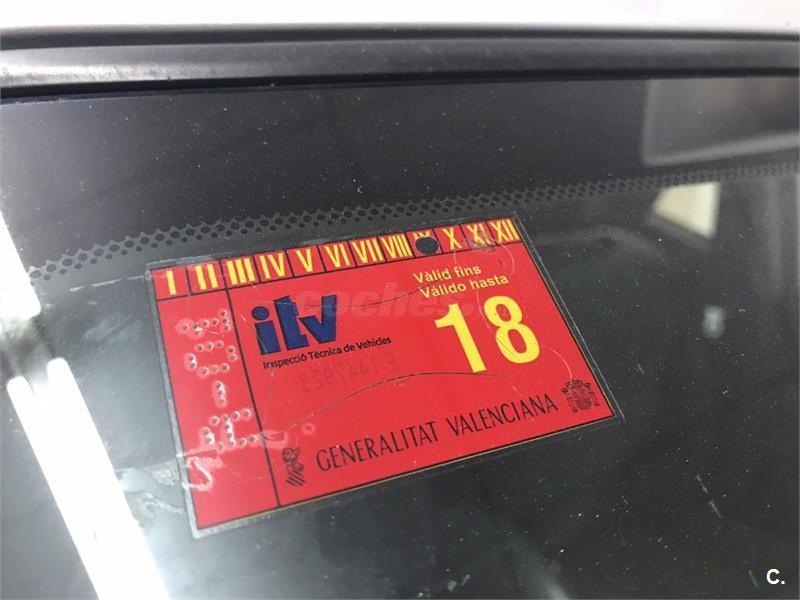 I II III IV V VI VII VIII IX X XI XII
Vàlid fins
Válido hasta
itv
18
Inspecció Tècnica de Vehicles
GENERALITAT VALENCIANA
C.